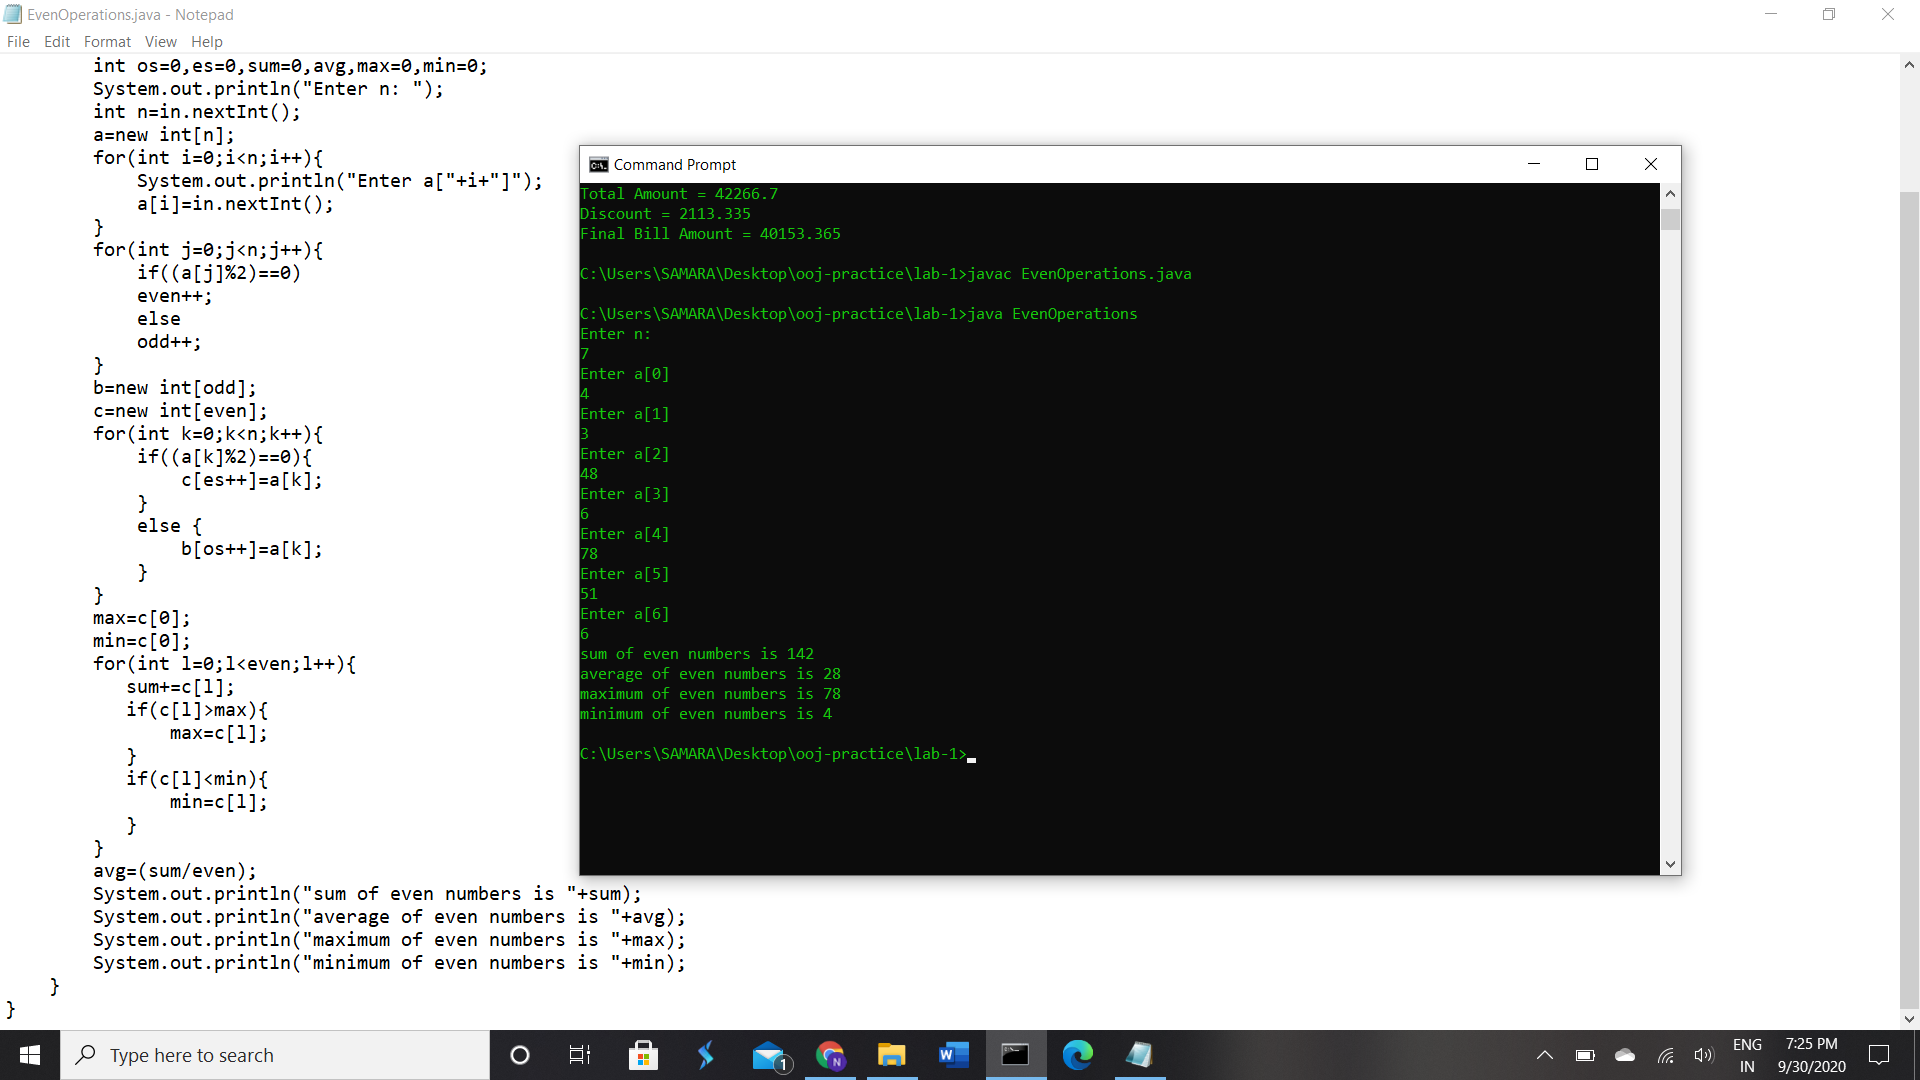 EvenOperations.java - Notepad
File Edit Format View Help
int os=0,es=0,sum=0,avg,max=0,min=0;
System.out.println("Enter n: ");
int n=in.nextInt();
a=new int[n];
for(int i=0;i<n;i++){
System.out.println("Enter a["+i+"]");
a[i]=in.nextInt();
}
for(int j=0;j<n;j++){
if((a[j]%2)==0)
even++;
else
odd++;
}
b=new int[odd];
c=new int[even];
for(int k=0;k<n;k++){
if((a[k]%2)==0){
c[es++]=a[k];
}
else {
b[os++]=a[k];
}
}
max=c[0];
min=c[0];
for(int l=0;l<even;l++){
sum+=c[l];
if(c[l]>max){
max=c[l];
}
if(c[l]<min){
min=c[l];
}
}
avg=(sum/even);
System.out.println("sum of even numbers is "+sum);
System.out.println("average of even numbers is "+avg);
System.out.println("maximum of even numbers is "+max);
System.out.println("minimum of even numbers is "+min);
}
}
Command Prompt
Total Amount = 42266.7
Discount = 2113.335
Final Bill Amount = 40153.365
C:\Users\SAMARA\Desktop\ooj-practice\lab-1>javac EvenOperations.java
C:\Users\SAMARA\Desktop\ooj-practice\lab-1>java EvenOperations
Enter n:
7
Enter a[0]
4
Enter a[1]
3
Enter a[2]
48
Enter a[3]
6
Enter a[4]
78
Enter a[5]
51
Enter a[6]
6
sum of even numbers is 142
average of even numbers is 28
maximum of even numbers is 78
minimum of even numbers is 4
C:\Users\SAMARA\Desktop\ooj-practice\lab-1>
Type here to search
1
N
W
ENG
IN
7:25 PM
9/30/2020